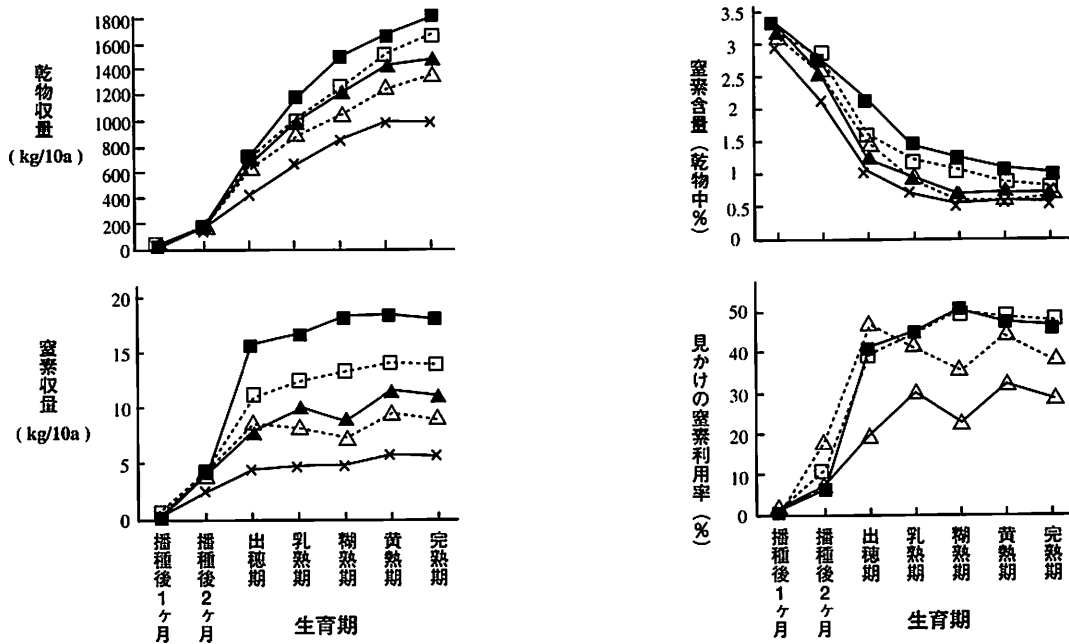 乾物収量
(kg/10a)
1800
1600
1400
1200
1000
800
600
400
200
0
窒素含量（乾物中%）
3.5
3
2.5
2
1.5
1
0.5
0
窒素収量
(kg/10a)
20
15
10
5
0
播種後1ヶ月
播種後2ヶ月
出穂期
乳熟期
糊熟期
黄熟期
完熟期
生育期
見かけの窒素利用率（%）
50
40
30
20
10
0
播種後1ヶ月
播種後2ヶ月
出穂期
乳熟期
糊熟期
黄熟期
完熟期
生育期